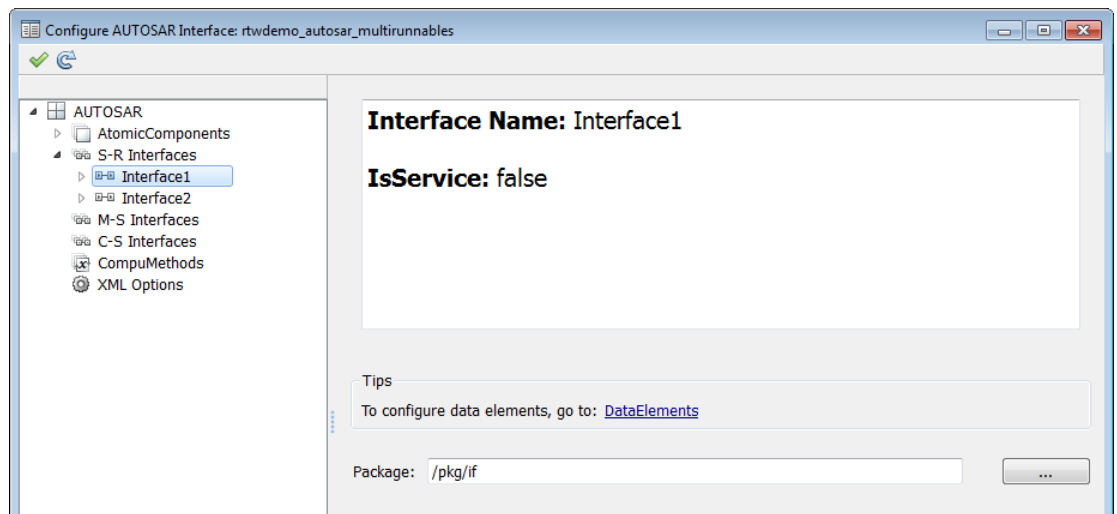 Configure AUTOSAR Interface: rtwdemo_autosar_multirunnables
AUTOSAR
AtomicComponents
S-R Interfaces
Interface1
Interface2
M-S Interfaces
C-S Interfaces
CompuMethods
XML Options
Interface Name: Interface1
IsService: false
Tips
To configure data elements, go to: DataElements
Package: /pkg/if ...